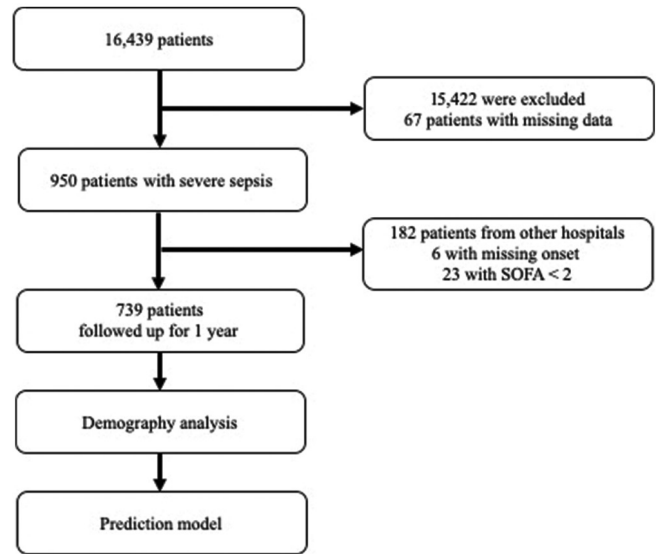 16,439 patients
15,422 were excluded
67 patients with missing data
950 patients with severe sepsis
182 patients from other hospitals
6 with missing onset
23 with SOFA < 2
739 patients
followed up for 1 year
Demography analysis
Prediction model